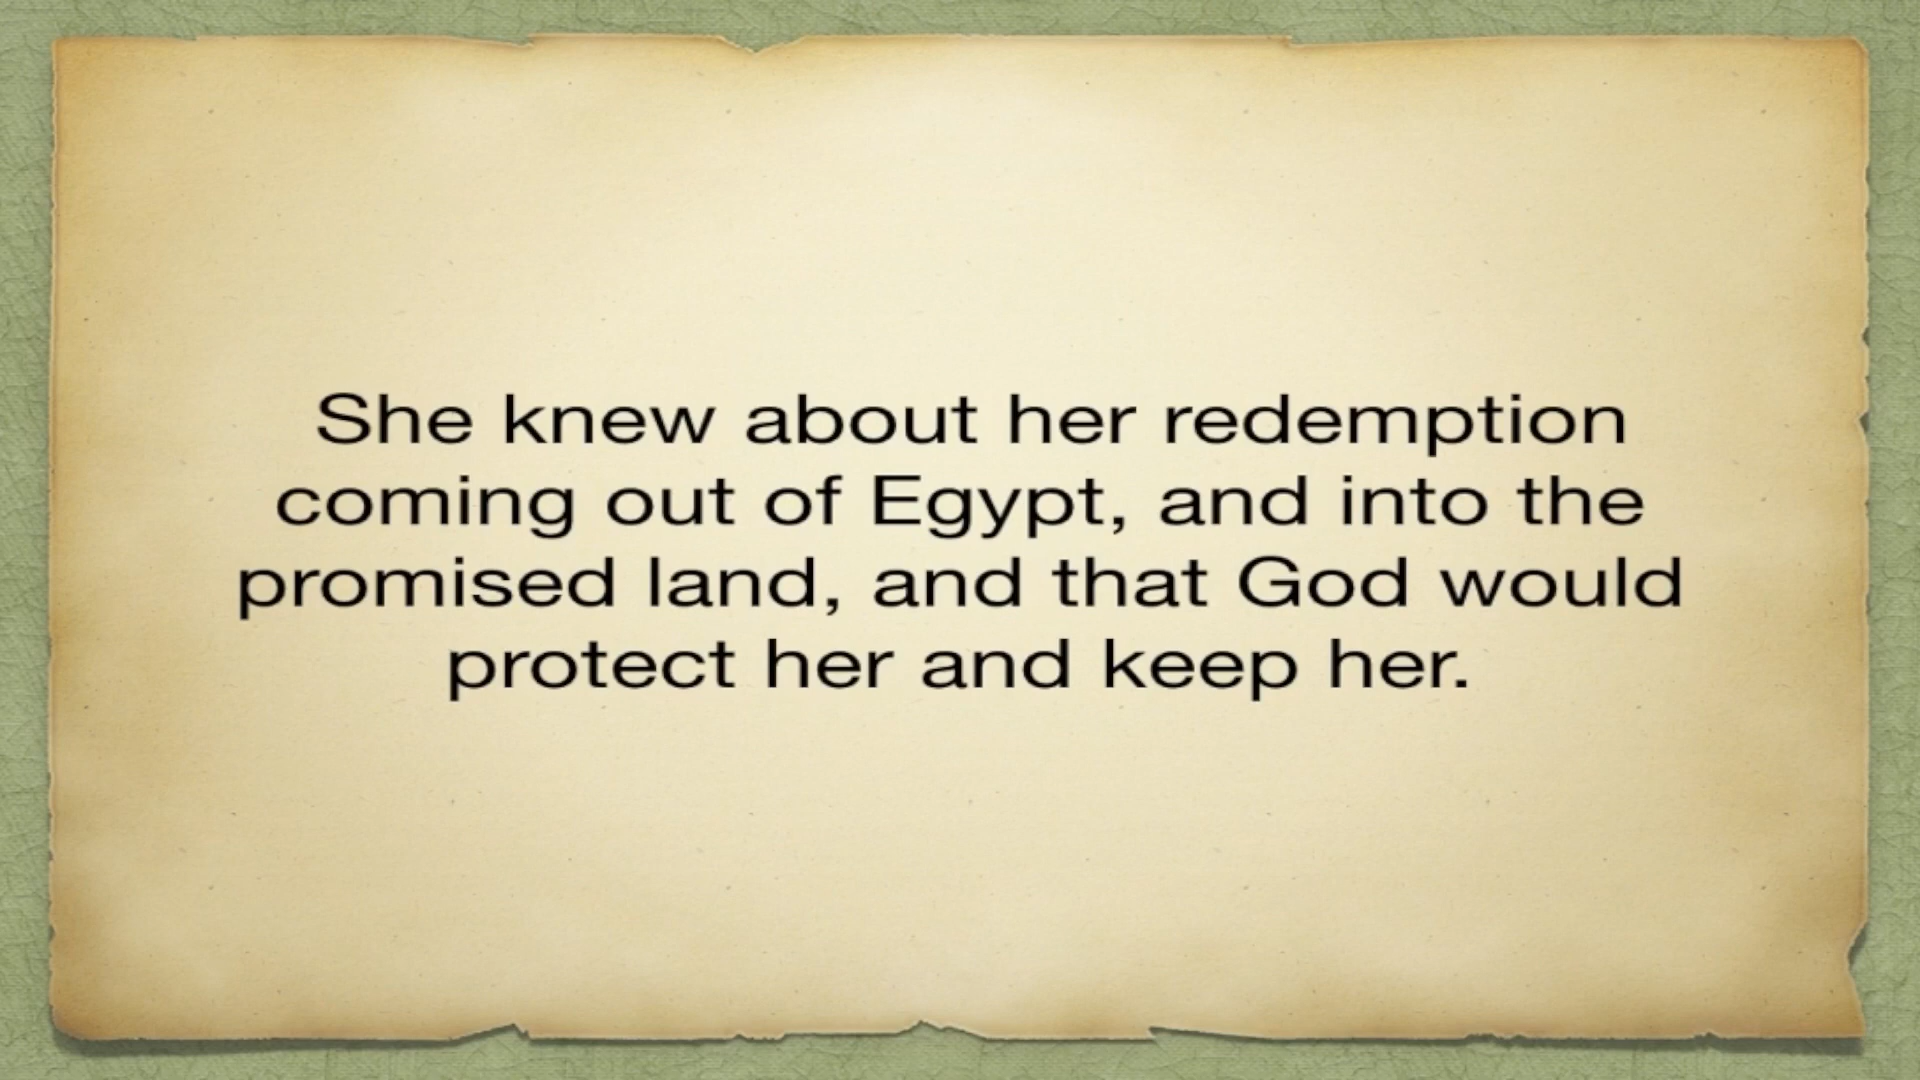 She knew about her redemption
coming out of Egypt, and into the
promised land, and that God would
protect her and keep her.